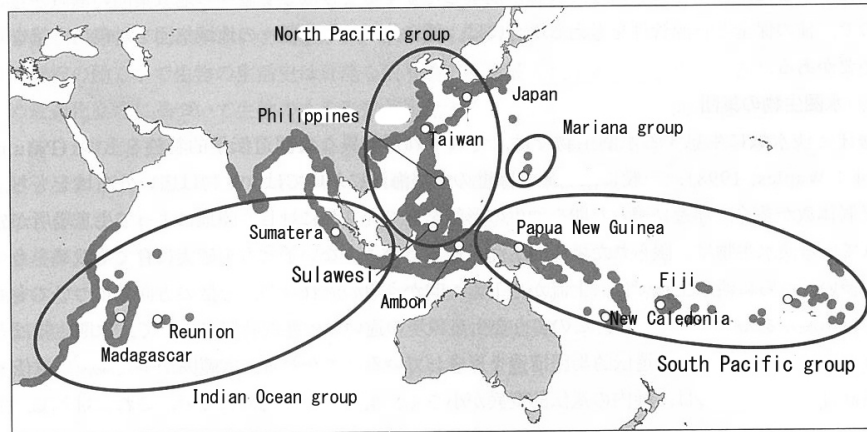 North Pacific group
Japan
Philippines
Taiwan
Mariana group
Sumatera
Papua New Guinea
Sulawesi
Fiji
Ambon
Reunion
New Caledonia
Madagascar
South Pacific group
Indian Ocean group